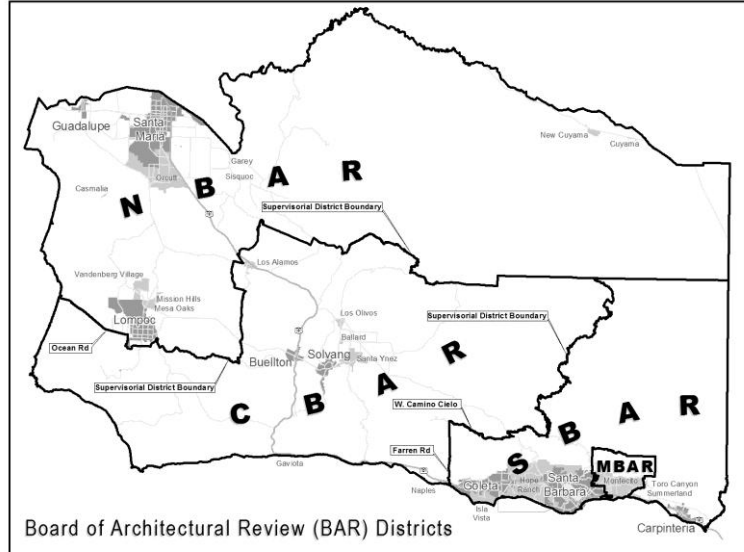 Guadalupe
Santa
Maria
Orcutt
Garey
Sisquoc
Casmalia
New Cuyama
Cuyama
N B A R
Supervisorial District Boundary
Los Alamos
Vandenberg Village
Mission Hills
Mesa Oaks
Lompoc
Ocean Rd
Supervisorial District Boundary
Los Olivos
Ballard
Solvang
Santa Ynez
Buellton
Supervisorial District Boundary
C B A R
W. Camino Cielo
Farren Rd
S B A R
MBAR
Gaviota
Naples
Goleta
Isla
Vista
Hope
Ranch
Santa
Barbara
Montecito
Toro Canyon
Summerland
Carpinteria
Board of Architectural Review (BAR) Districts